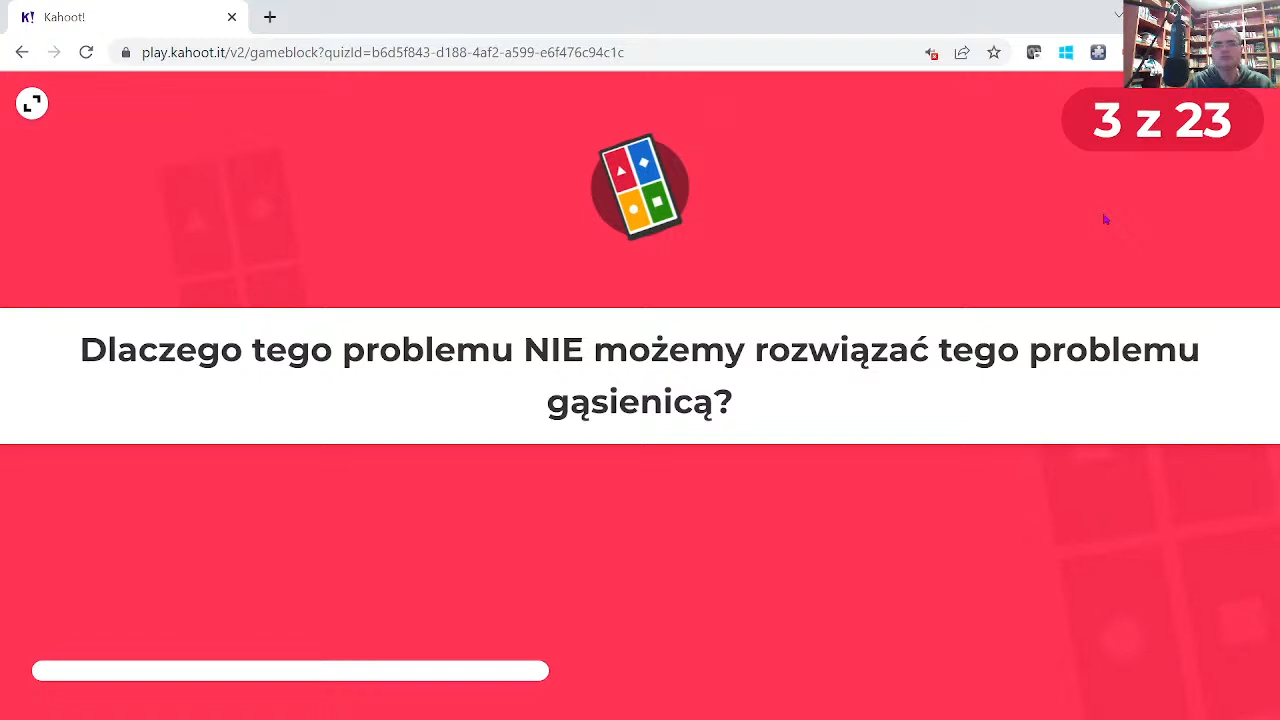 K! Kahoot!
play.kahoot.it/v2/gameblock?quizId=b6d5f843-d188-4af2-a599-e6f476c94c1c
3 z 23
Dlaczego tego problemu NIE możemy rozwiązać tego problemu
gąsienicą?